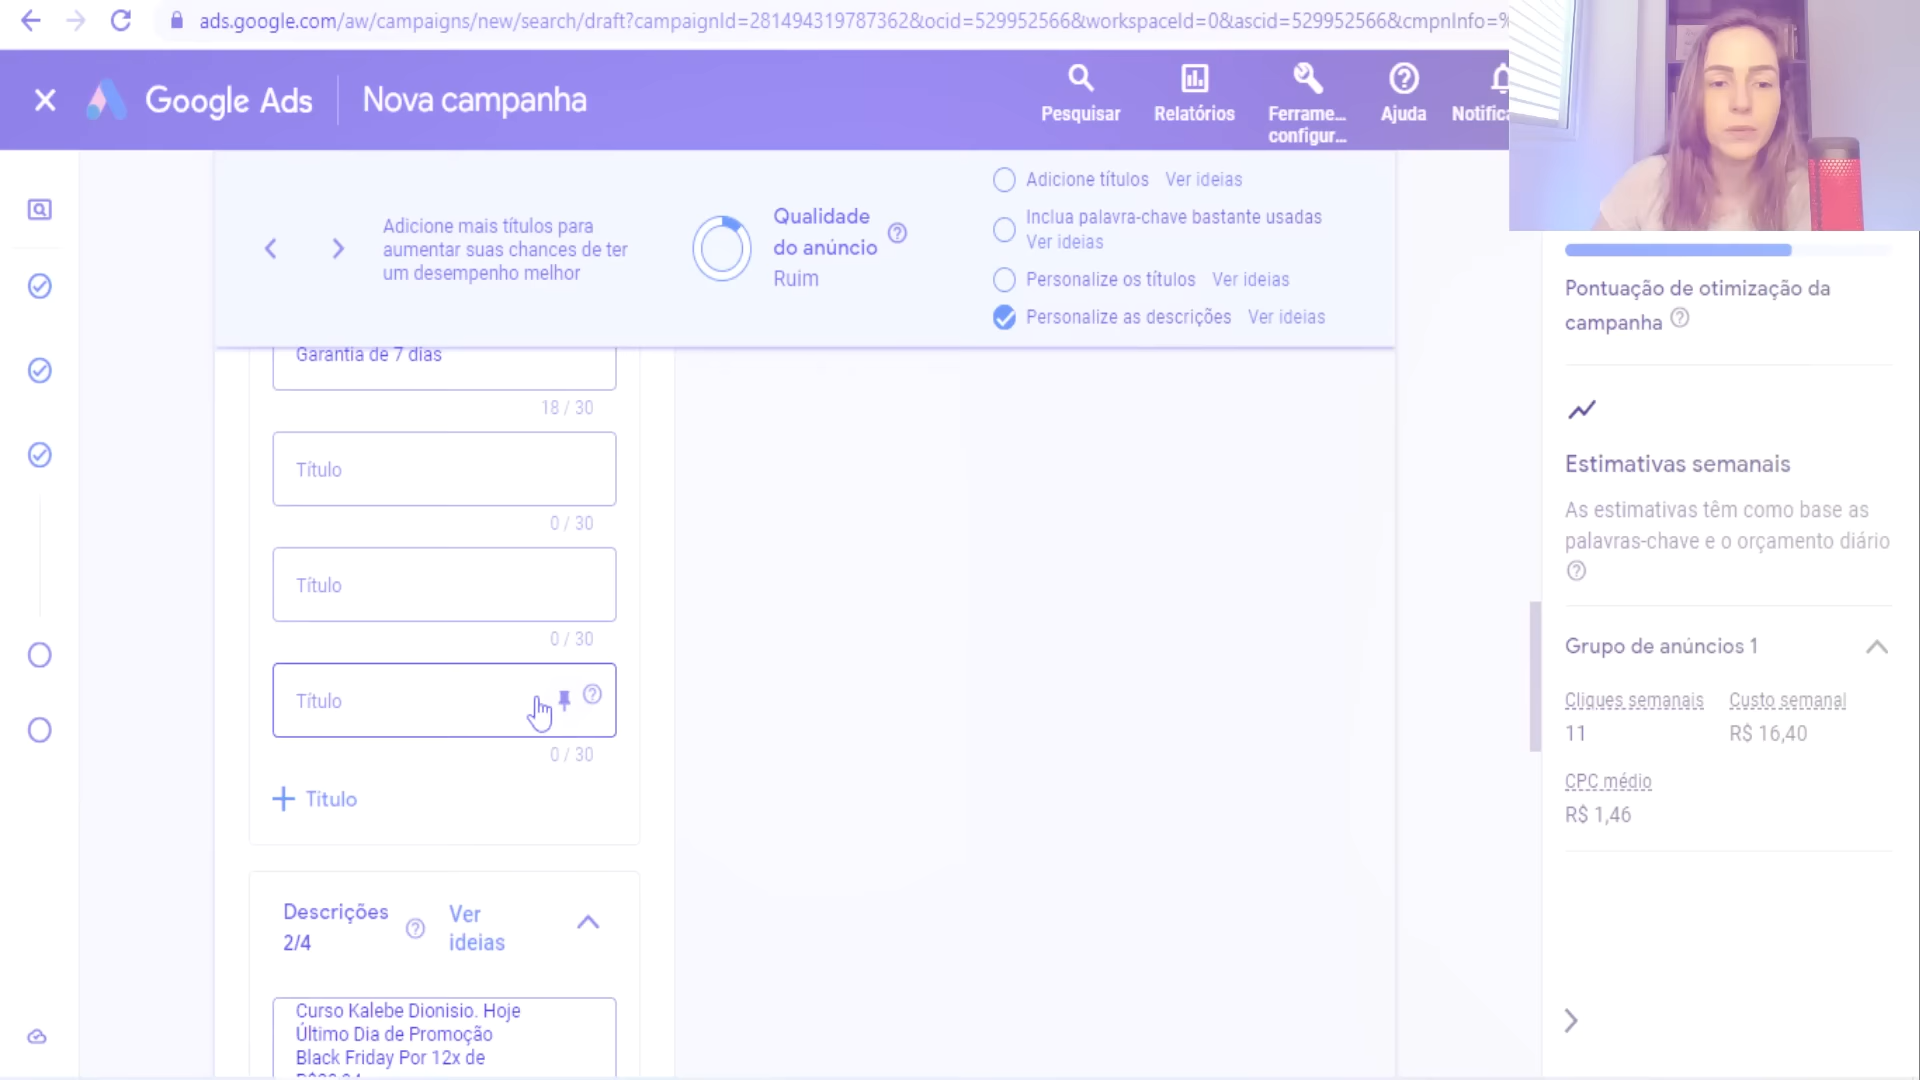 ads.google.com/aw/campaigns/new/search/draft?campaignId=281494319787362&ocid=529952566&workspaceId=0&ascid=529952566&cmpnInfo=%
Google Ads
Nova campanha
Pesquisar
Relatórios
Ferrame...
configur...
Ajuda
Notifica
Adicione mais títulos para
aumentar suas chances de ter
um desempenho melhor
Qualidade
do anúncio
Ruim
Adicione títulos Ver ideias
Inclua palavra-chave bastante usadas
Ver ideias
Personalize os títulos Ver ideias
Personalize as descrições Ver ideias
Garantia de 7 dias
18 / 30
Título
0 / 30
Título
0 / 30
Título
0 / 30
+ Título
Descrições
2/4
Ver
ideias
Curso Kalebe Dionisio. Hoje
Último Dia de Promoção
Black Friday Por 12x de
Pontuação de otimização da
campanha
Estimativas semanais
As estimativas têm como base as
palavras-chave e o orçamento diário
Grupo de anúncios 1
Cliques semanais
11
Custo semanal
R$ 16,40
CPC médio
R$ 1,46